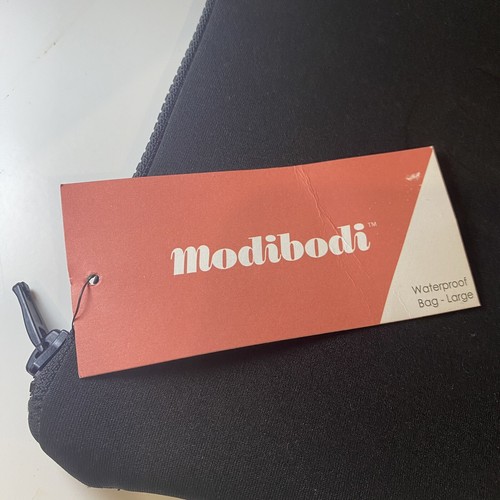 Modibodi™
Waterproof
Bag - Large